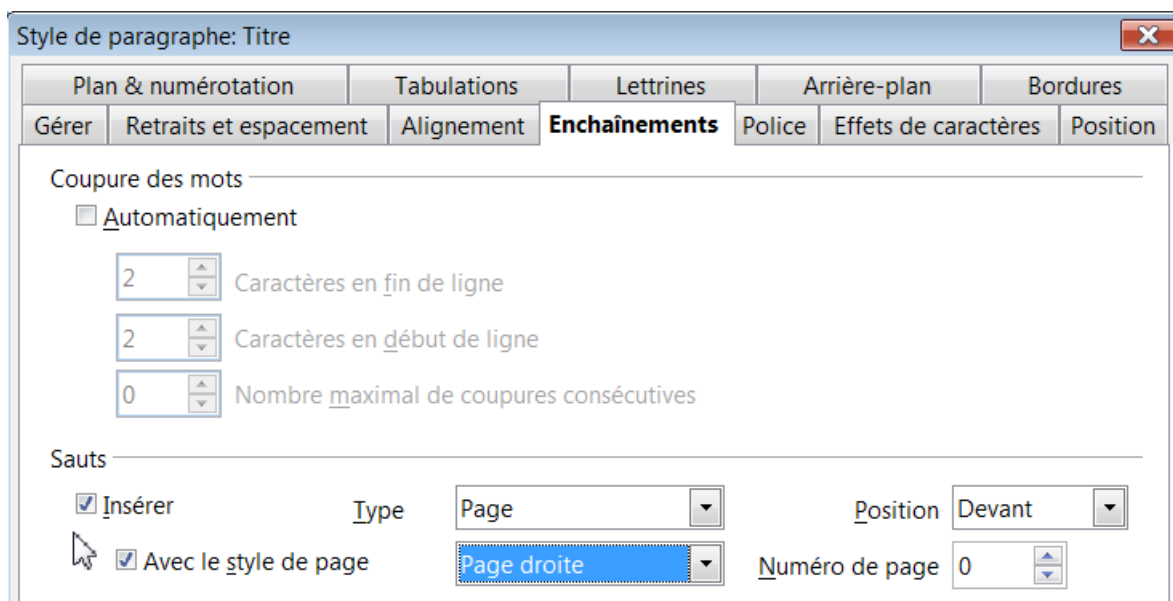 Style de paragraphe: Titre
Plan & numérotation Tabulations Lettrines Arrière-plan Bordures
Gérer Retraits et espacement Alignement Enchaînements Police Effets de caractères Position
Coupure des mots
Automatiquement
2 Caractères en fin de ligne
2 Caractères en début de ligne
0 Nombre maximal de coupures consécutives
Sauts
Insérer Type Page Position Devant
Avec le style de page Page droite Numéro de page 0